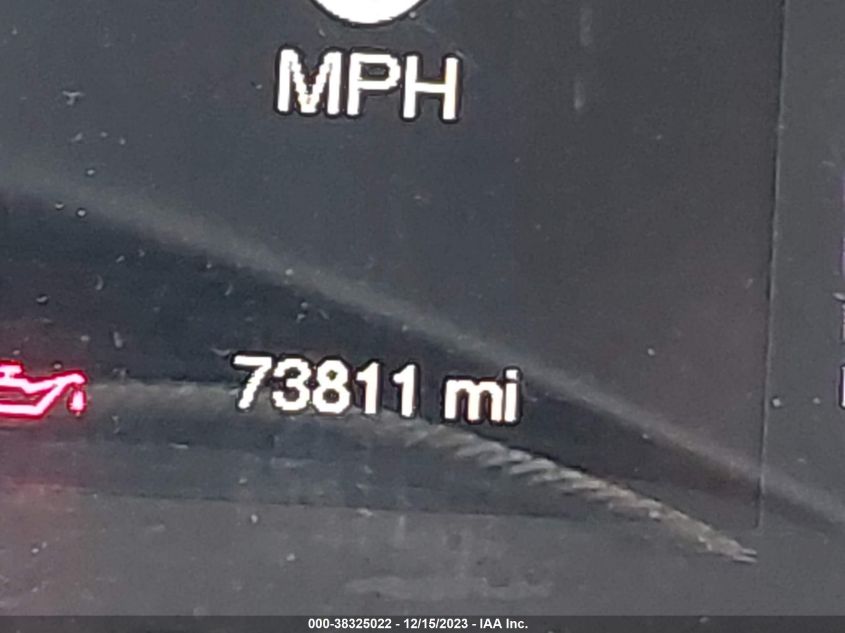 MPH
73811 mi
000-38325022 - 12/15/2023 - IAA Inc.